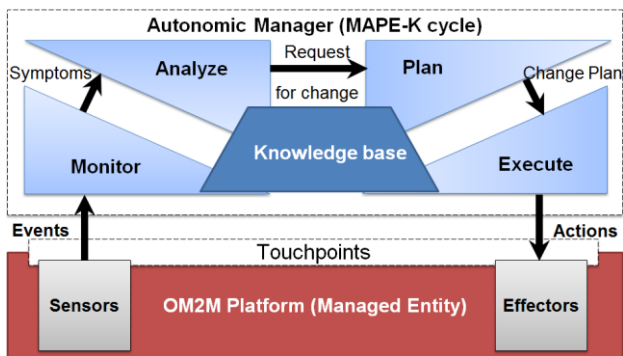 Autonomic Manager (MAPE-K cycle)
Symptoms
Analyze
Request
for change
Plan
Change Plan
Monitor
Knowledge base
Execute
Events
Actions
Touchpoints
Sensors
OM2M Platform (Managed Entity)
Effectors